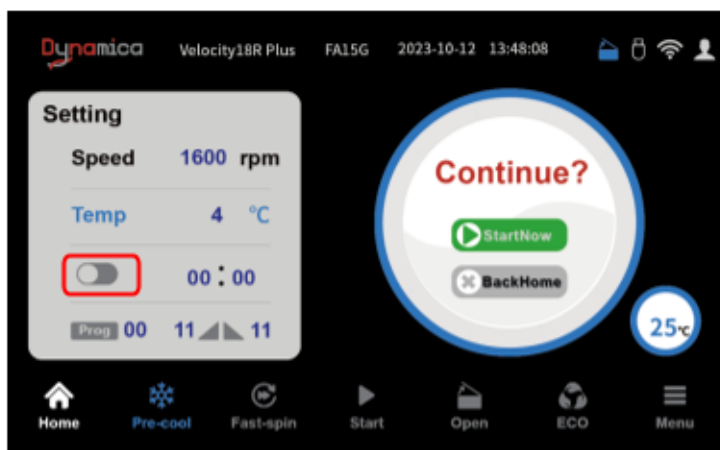 Dynamica Velocity18R Plus FA15G 2023-10-12 13:48:08
Setting
Speed 1600 rpm
Temp 4 °C
00:00
Prog 00 11 11
Continue?
StartNow
BackHome
25℃
Home Pre-cool Fast-spin Start Open ECO Menu